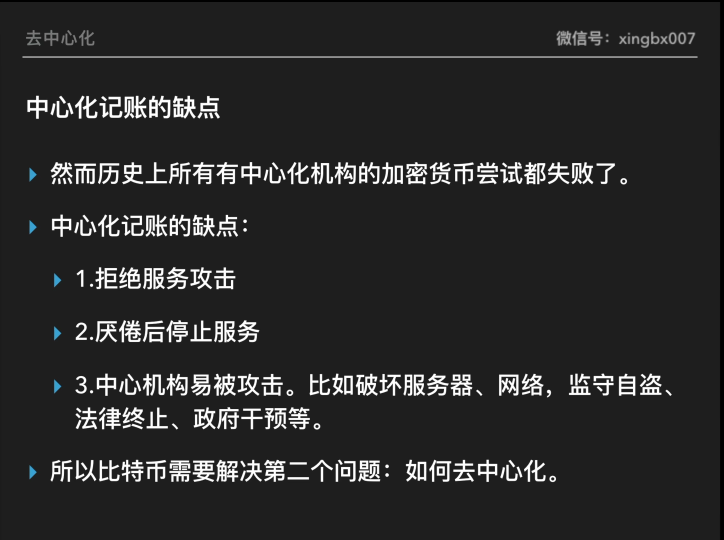 去中心化
微信号：xingbx007
中心化记账的缺点
然而历史上所有有中心化机构的加密货币尝试都失败了。
中心化记账的缺点：
1.拒绝服务攻击
2.厌倦后停止服务
3.中心机构易被攻击。比如破坏服务器、网络，监守自盗、
法律终止、政府干预等。
所以比特币需要解决第二个问题：如何去中心化。